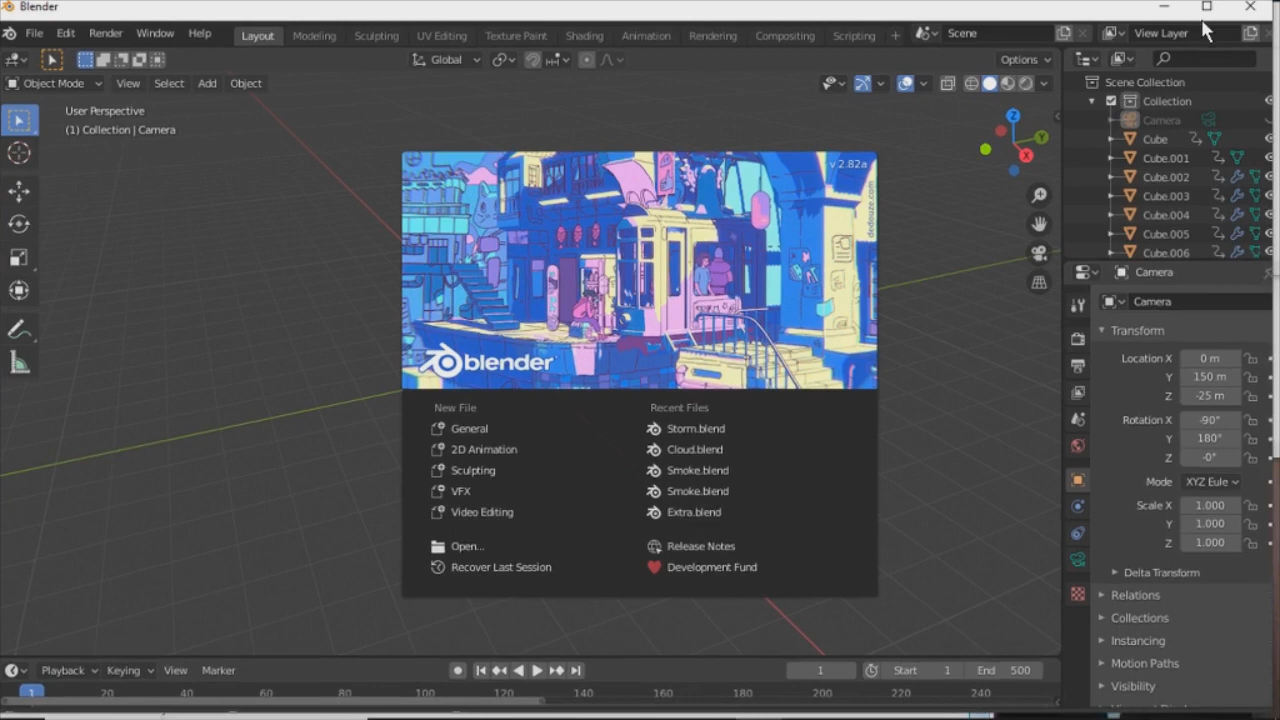 Blender
File Edit Render Window Help Layout Modeling Sculpting UV Editing Texture Paint Shading Animation Rendering Compositing Scripting + Scene View Layer
Global Options
Object Mode View Select Add Object
User Perspective
(1) Collection | Camera
Z
Y
X
Scene Collection
Collection
Camera
Cube
Cube.001
Cube.002
Cube.003
Cube.004
Cube.005
Cube.006
Camera
Camera
Transform
Location X 0 m
Y 150 m
Z -25 m
Rotation X -90°
Y 180°
Z -0°
Mode XYZ Eule
Scale X 1.000
Y 1.000
Z 1.000
Delta Transform
Relations
Collections
Instancing
Motion Paths
Visibility
v 2.82a
dedouze.com
blender
New File
General
2D Animation
Sculpting
VFX
Video Editing
Open...
Recover Last Session
Recent Files
Storm.blend
Cloud.blend
Smoke.blend
Smoke.blend
Extra.blend
Release Notes
Development Fund
Playback Keying View Marker 1 Start 1 End 500
1 20 40 60 80 100 120 140 160 180 200 220 240